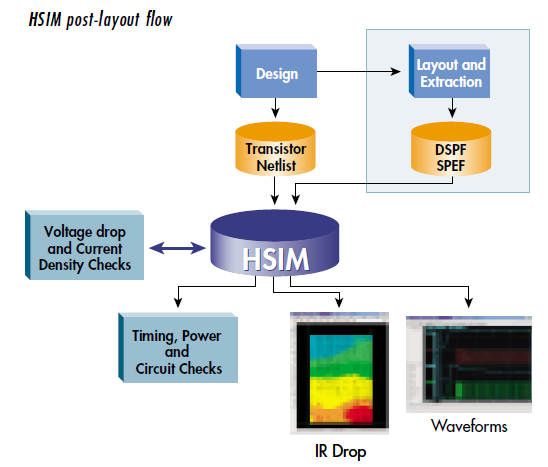 HSIM post-layout flow
Design
Layout and
Extraction
Transistor
Netlist
DSPF
SPEF
Voltage drop
and Current
Density Checks
HSIM
Timing, Power
and
Circuit Checks
Waveforms
IR Drop